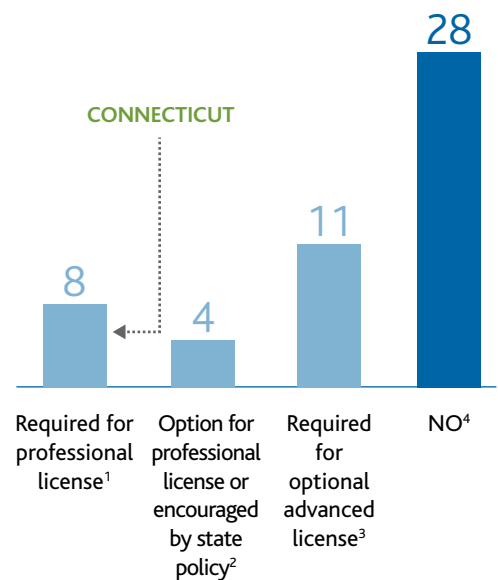 28
CONNECTICUT
11
8
4
Required for
professional
license¹
Option for
professional
license or
encouraged
by state
policy²
Required
for
optional
advanced
license³
NO⁴